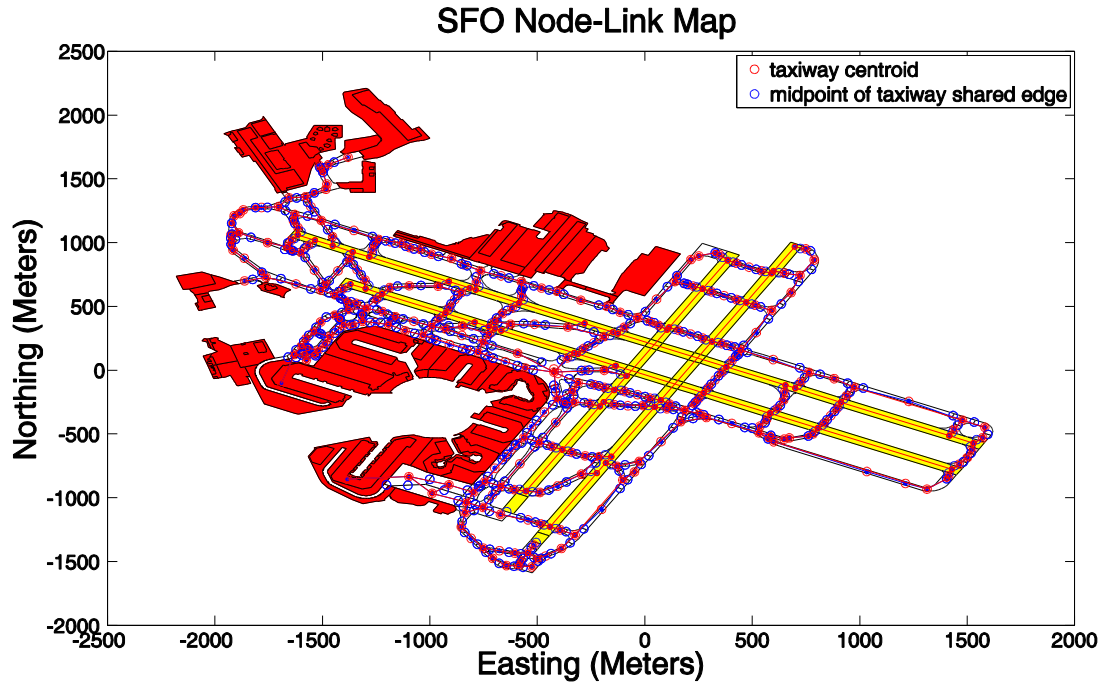 SFO Node-Link Map
2500
2000
1500
1000
500
0
-500
-1000
-1500
-2000
Northing (Meters)
taxiway centroid
midpoint of taxiway shared edge
-2500 -2000 -1500 -1000 -500 0 500 1000 1500 2000
Easting (Meters)